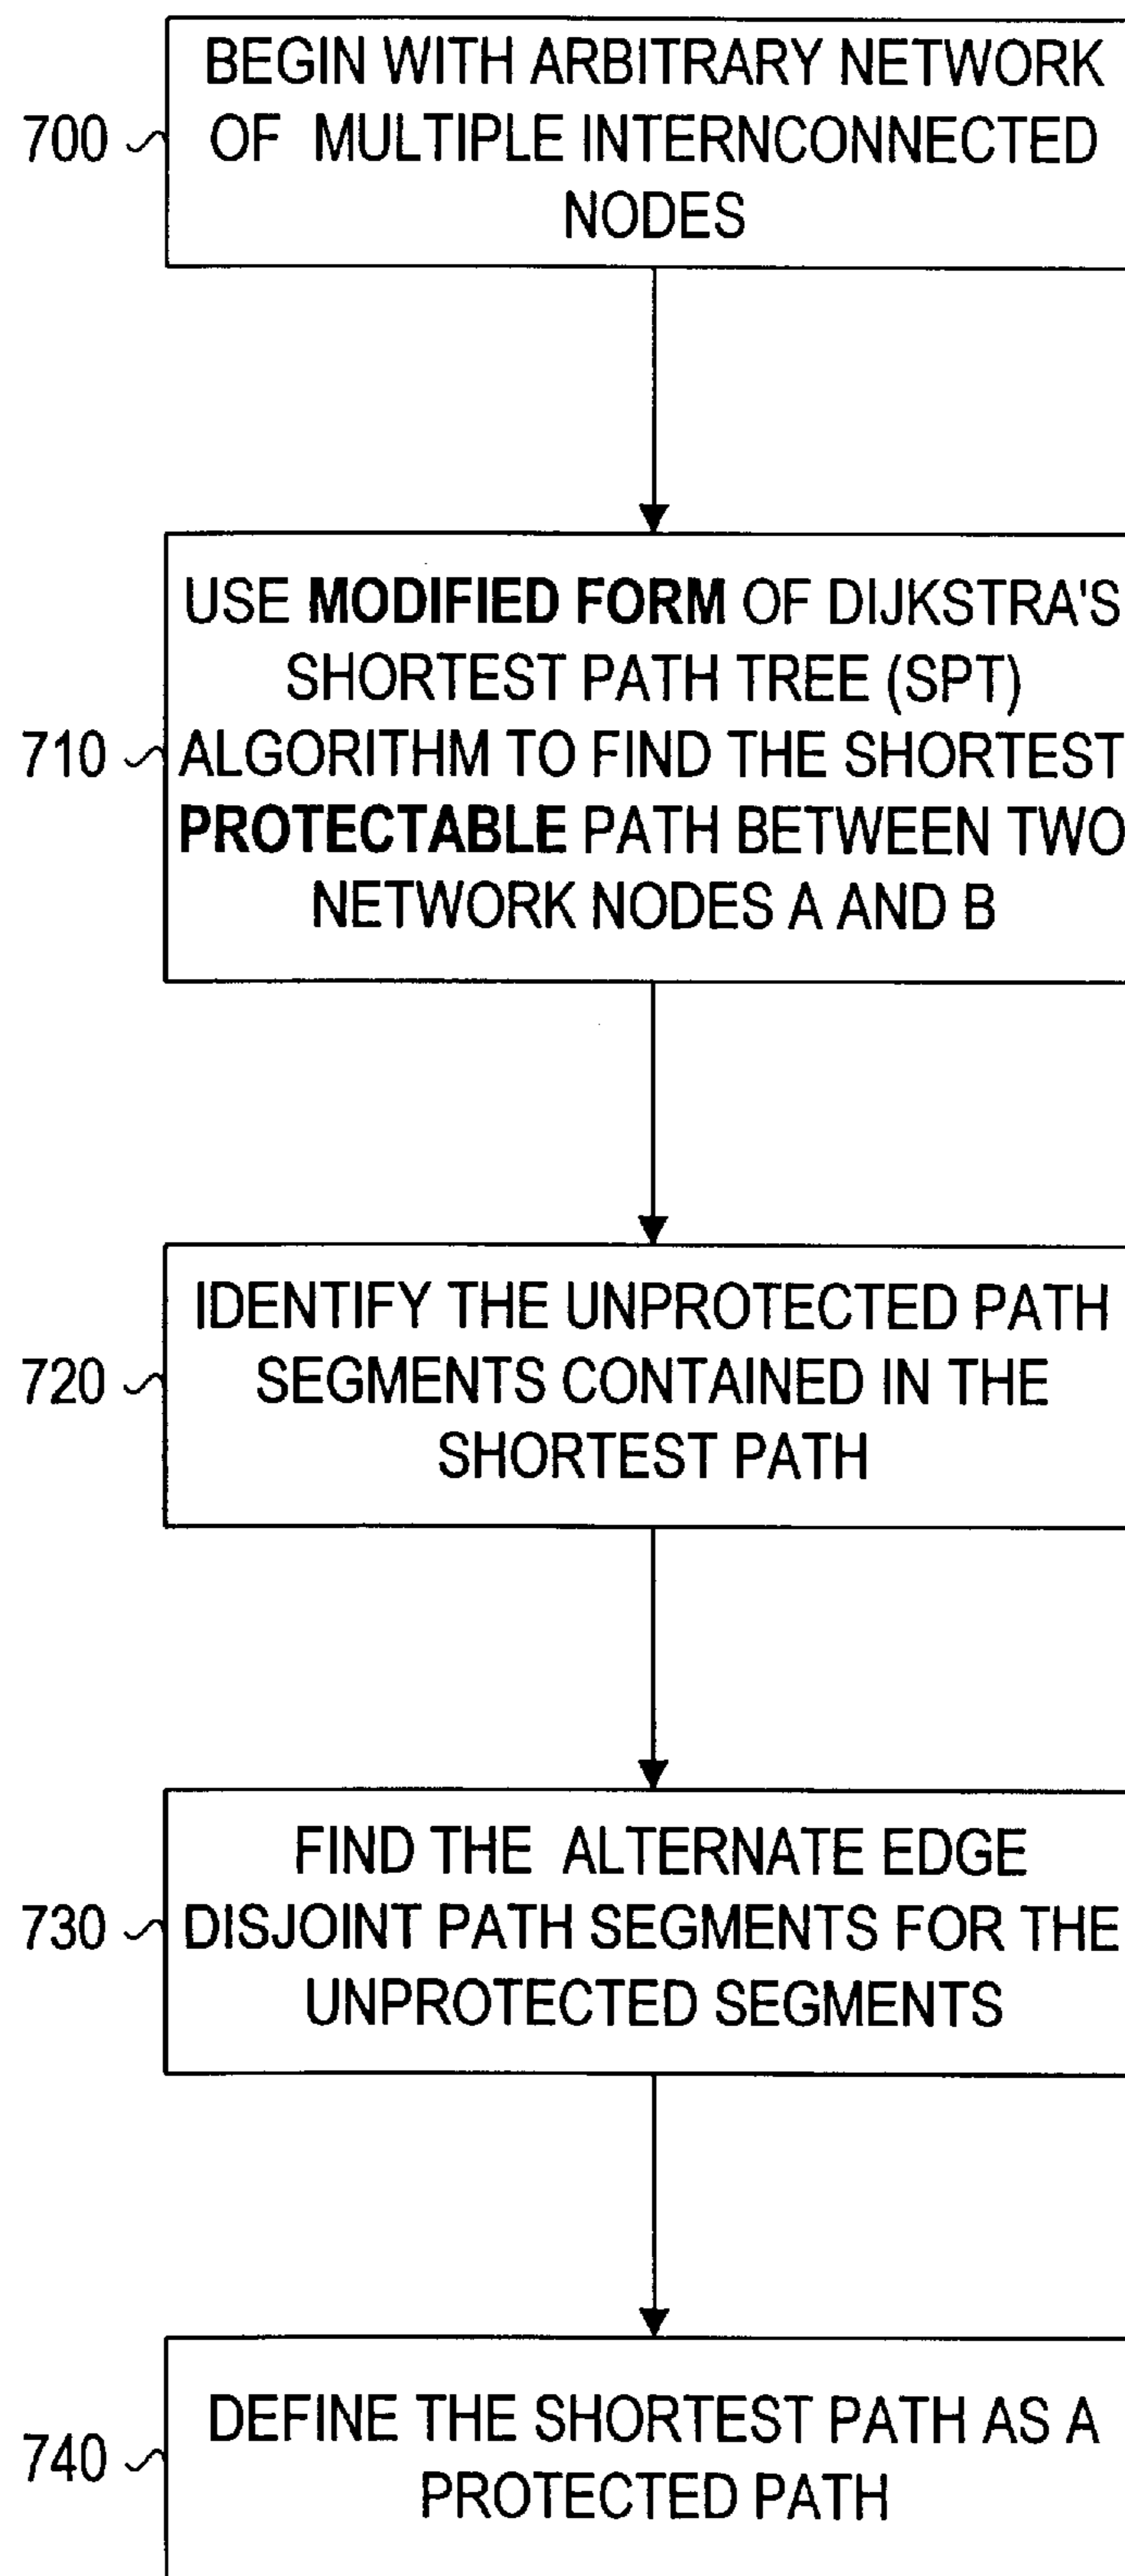 BEGIN WITH ARBITRARY NETWORK
700 OF MULTIPLE INTERNCONNECTED
NODES
USE MODIFIED FORM OF DIJKSTRA'S
SHORTEST PATH TREE (SPT)
710 ALGORITHM TO FIND THE SHORTEST
PROTECTABLE PATH BETWEEN TWO
NETWORK NODES A AND B
IDENTIFY THE UNPROTECTED PATH
720 SEGMENTS CONTAINED IN THE
SHORTEST PATH
FIND THE ALTERNATE EDGE
730 DISJOINT PATH SEGMENTS FOR THE
UNPROTECTED SEGMENTS
DEFINE THE SHORTEST PATH AS A
740 PROTECTED PATH